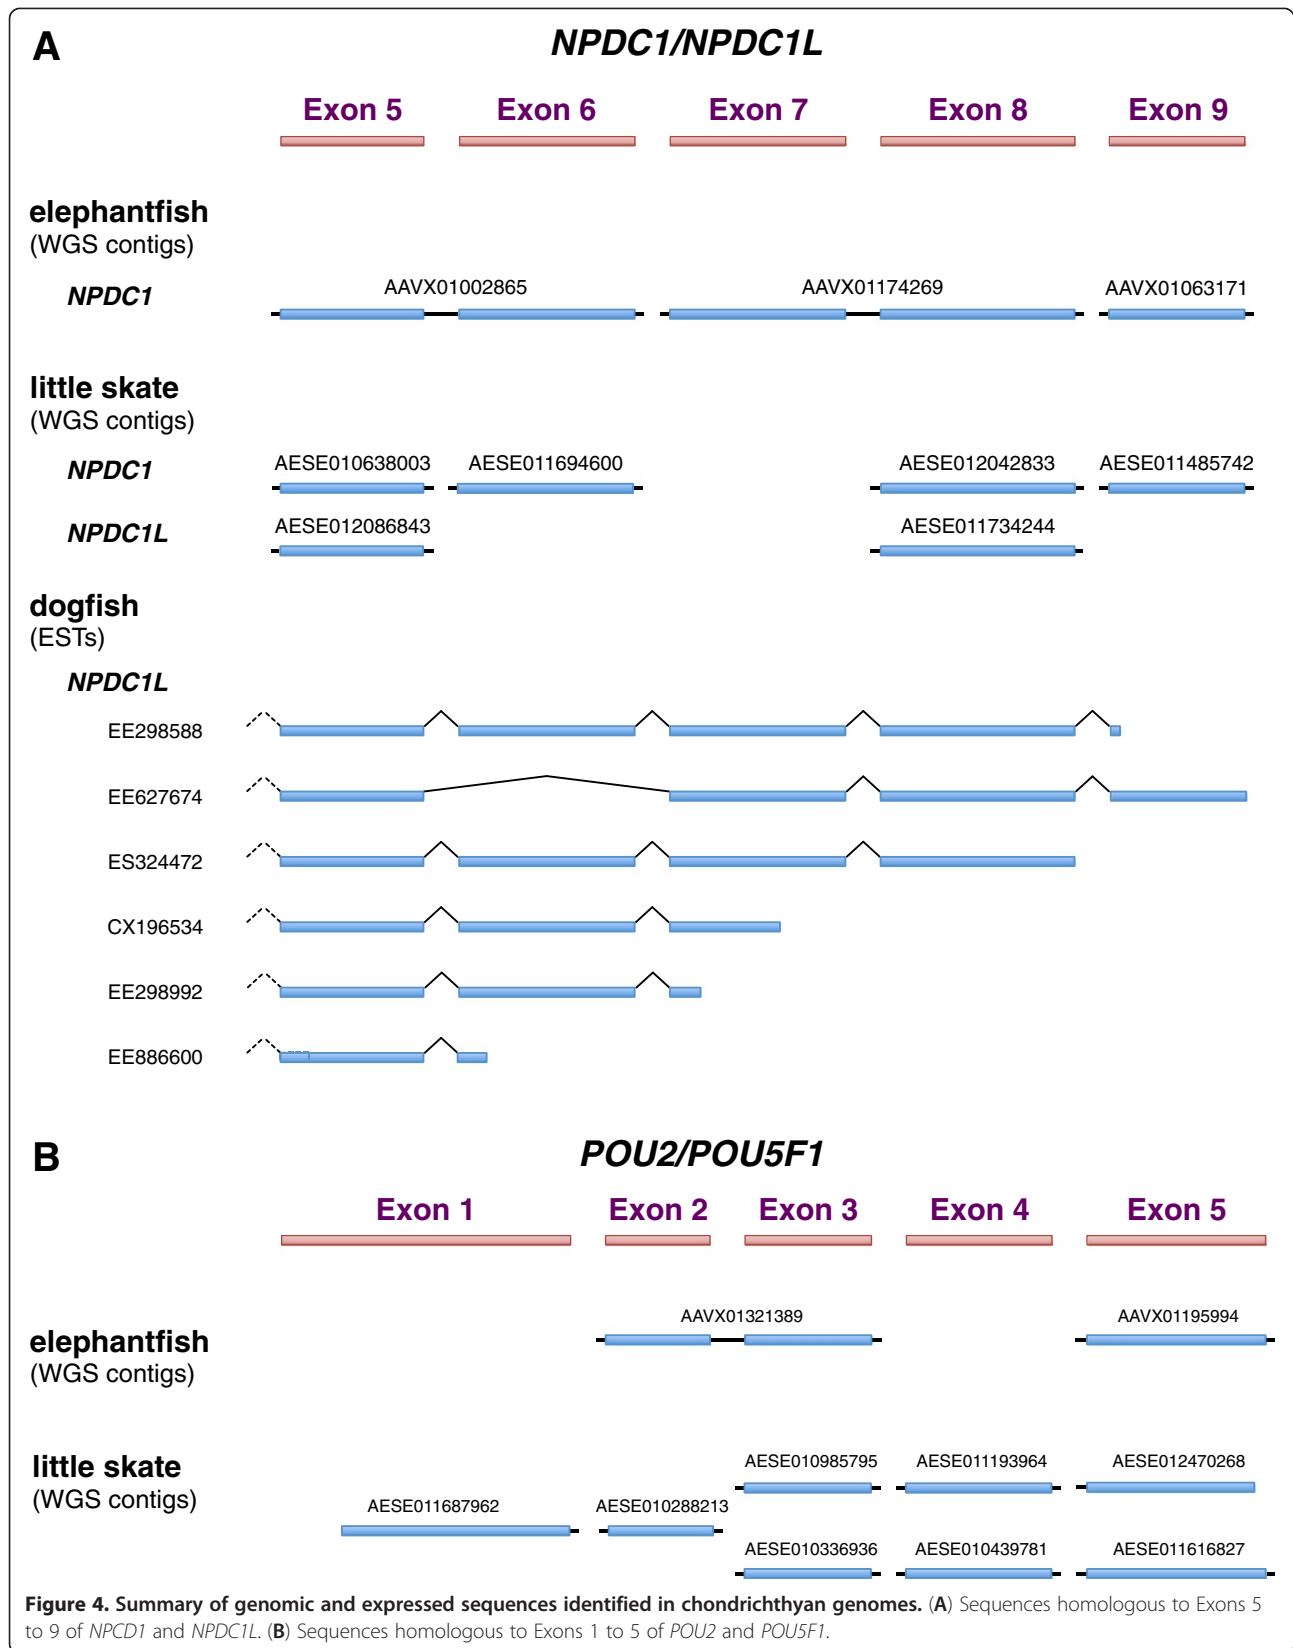 A
NPDC1/NPDC1L
Exon 5 Exon 6 Exon 7 Exon 8 Exon 9
elephantfish
(WGS contigs)
NPDC1 AAVX01002865 AAVX01174269 AAVX01063171
little skate
(WGS contigs)
NPDC1 AESE010638003 AESE011694600 AESE012042833 AESE011485742
NPDC1L AESE012086843 AESE011734244
dogfish
(ESTs)
NPDC1L
EE298588
EE627674
ES324472
CX196534
EE298992
EE886600
B
POU2/POU5F1
Exon 1 Exon 2 Exon 3 Exon 4 Exon 5
AAVX01321389 AAVX01195994
elephantfish
(WGS contigs)
little skate
(WGS contigs)
AESE010985795 AESE011193964 AESE012470268
AESE011687962 AESE010288213
AESE010336936 AESE010439781 AESE011616827
Figure 4. Summary of genomic and expressed sequences identified in chondrichthyan genomes. (A) Sequences homologous to Exons 5
to 9 of NPCD1 and NPDC1L. (B) Sequences homologous to Exons 1 to 5 of POU2 and POU5F1.